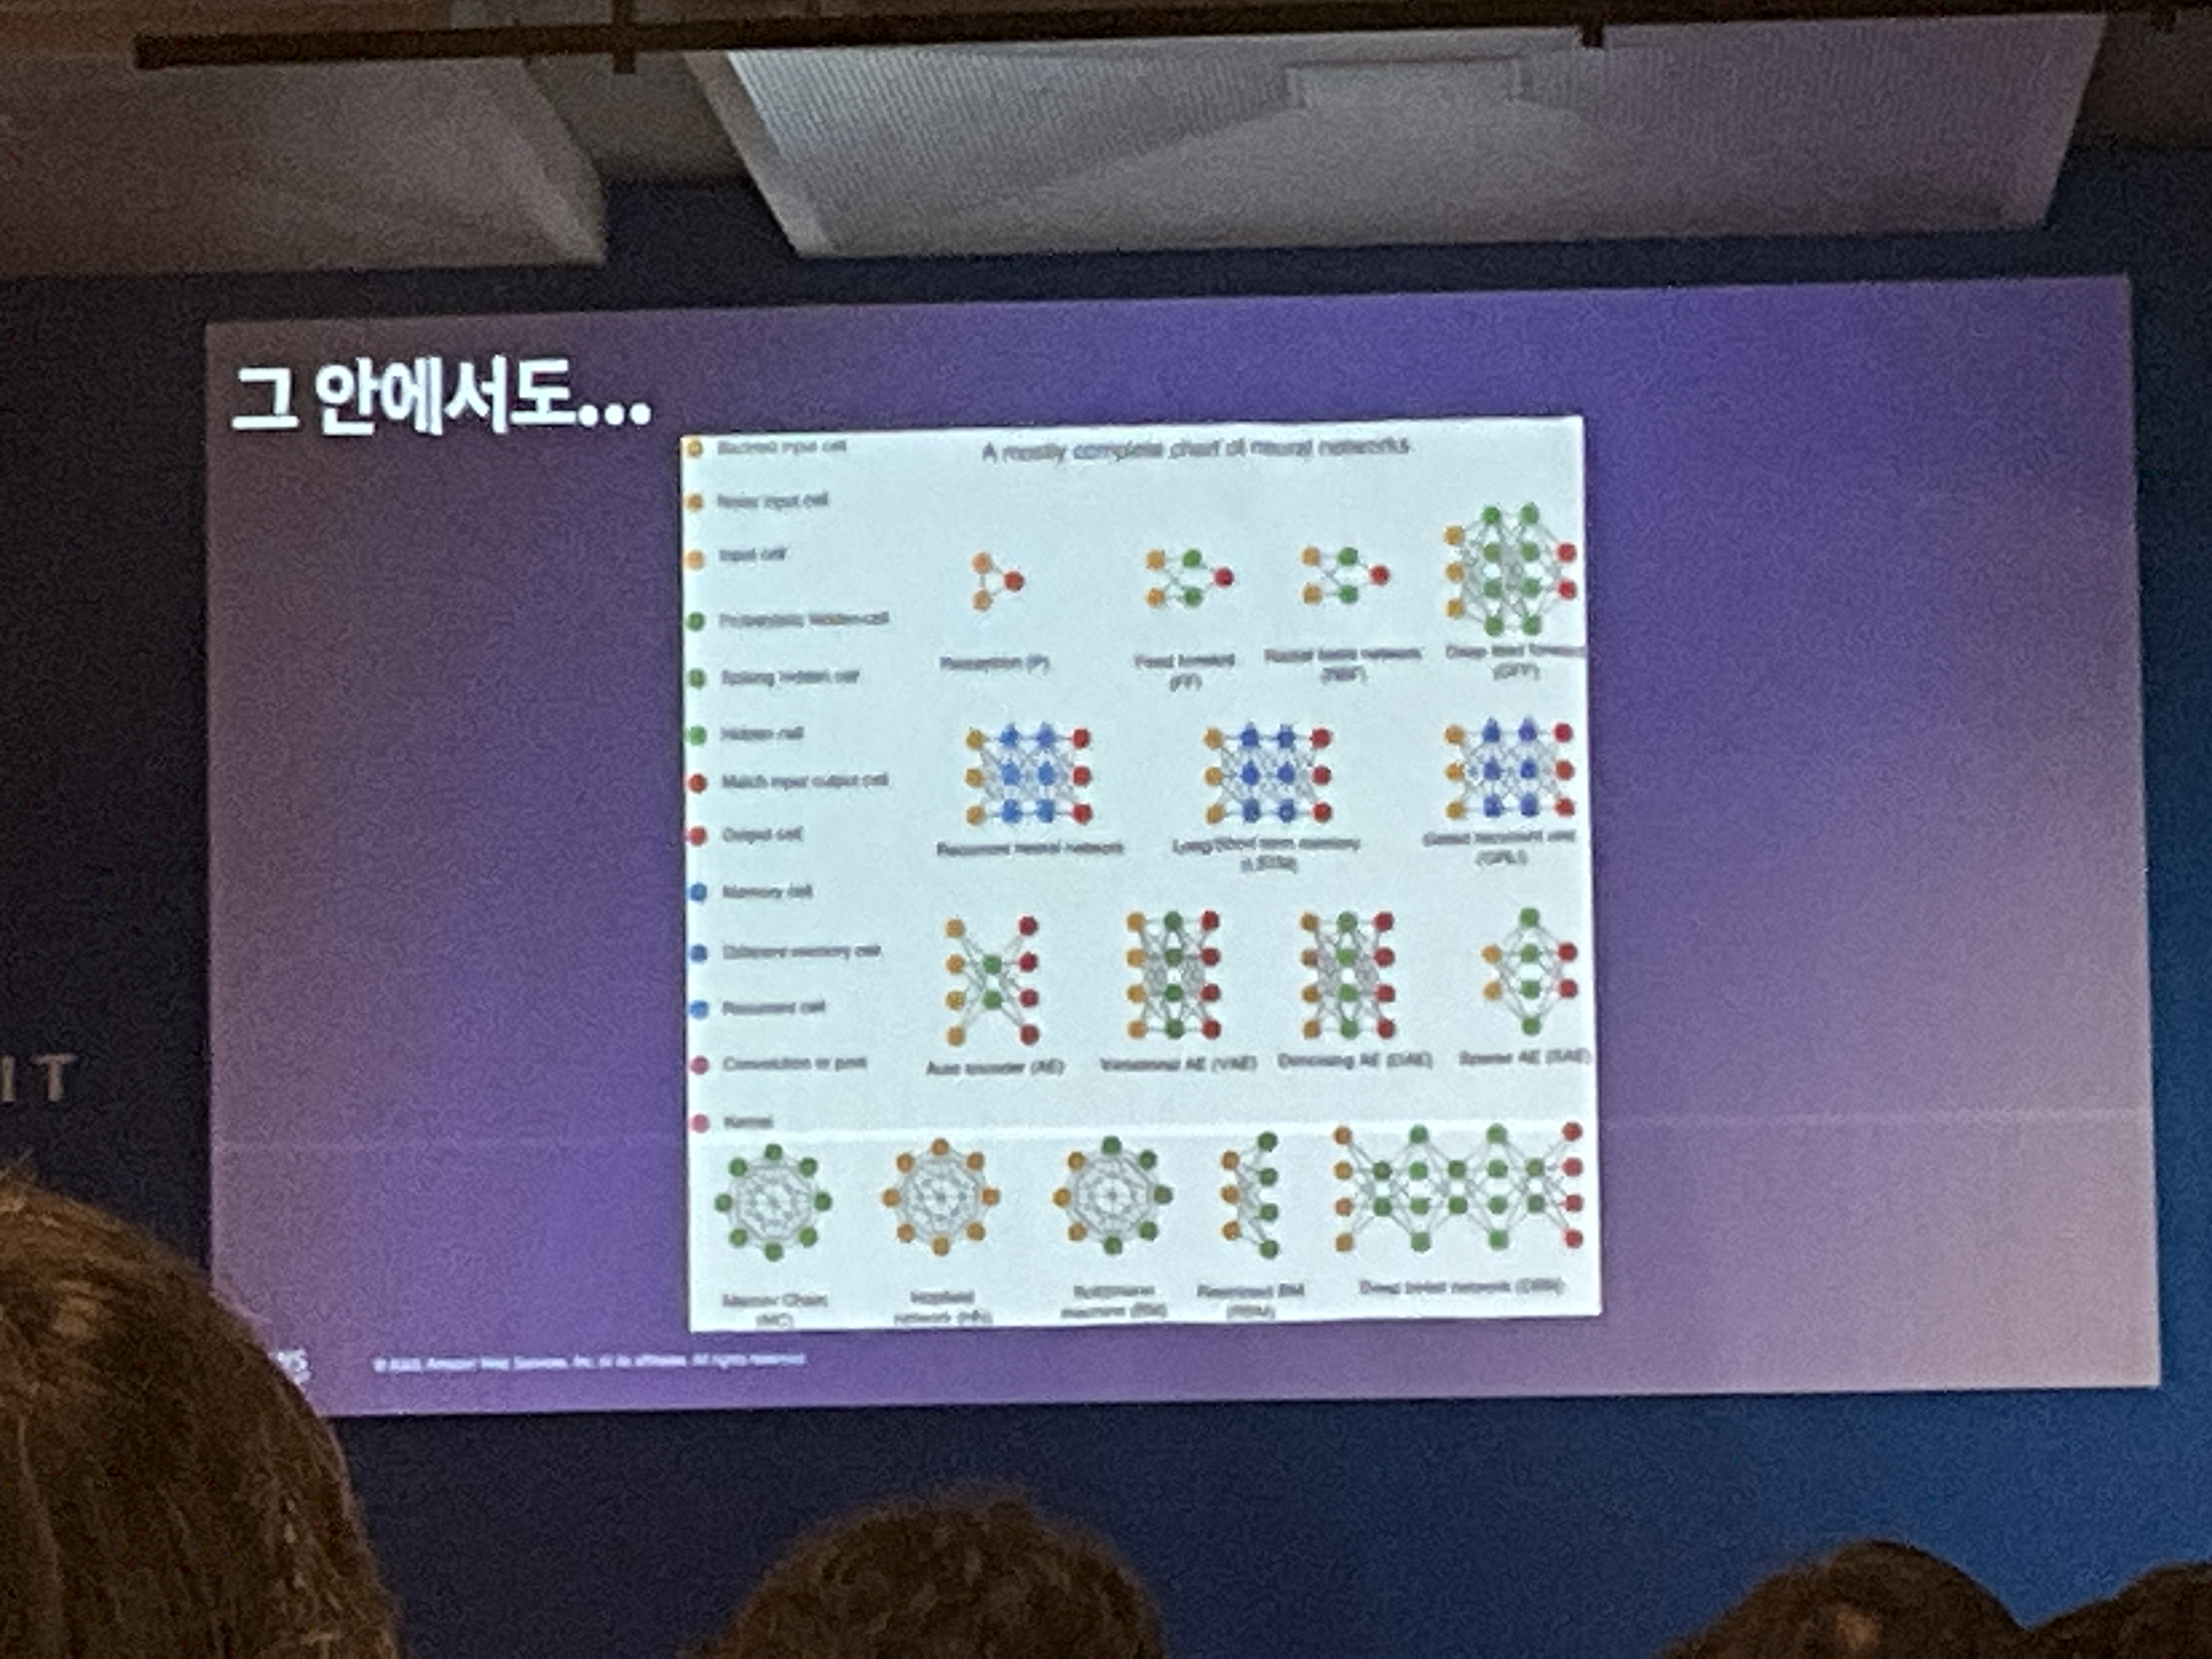 그 안에서도...
A mostly complete chart of neural networks
Backfed input cell
Noisy input cell
Input cell
Probabilistic hidden cell
Spiking hidden cell
Hidden cell
Match input output cell
Output cell
Memory cell
Different memory cell
Recurrent cell
Convolution or pool
Kernel
Perceptron (P)
Feed forward
(FF)
Radial basis network
(RBF)
Deep feed forward
(DFF)
Recurrent neural network
Long/Short term memory
(LSTM)
Gated recurrent unit
(GRU)
Auto encoder (AE)
Variational AE (VAE)
Denoising AE (DAE)
Sparse AE (SAE)
Markov Chain
(MC)
Hopfield
network (HN)
Boltzmann
machine (BM)
Restricted BM
(RBM)
Deep belief network (DBN)
Amazon Web Services, Inc. or its affiliates. All rights reserved.
IT